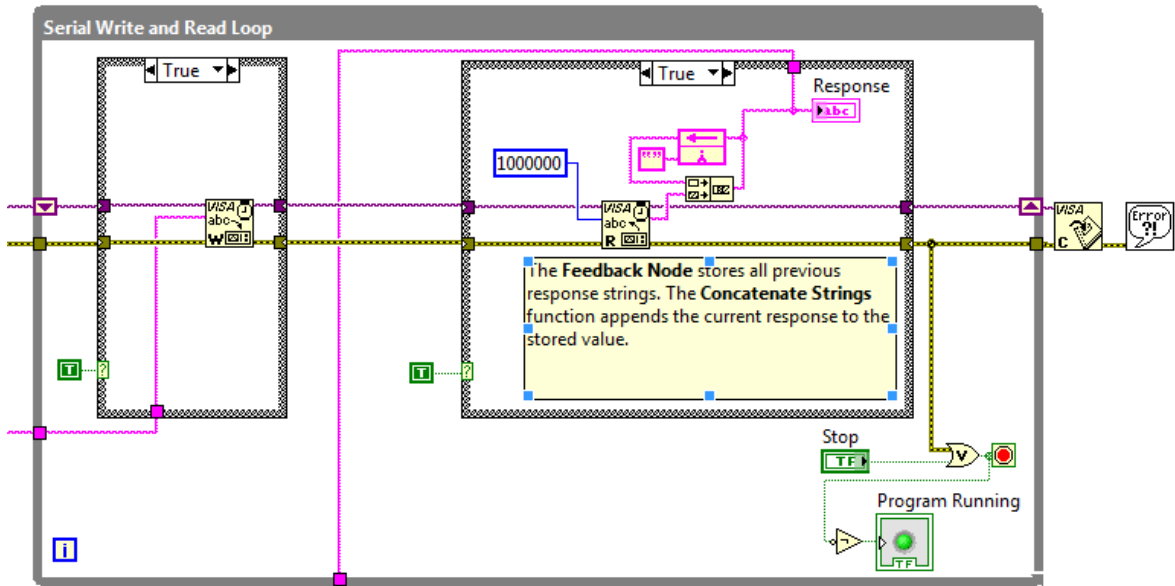 Serial Write and Read Loop
True
True
Response
abc
""
1000000
VISA
abc
W
VISA
abc
R
VISA
C
Error
?!
The Feedback Node stores all previous
response strings. The Concatenate Strings
function appends the current response to the
stored value.
T
?
T
?
Stop
TF
V
Program Running
TF
i